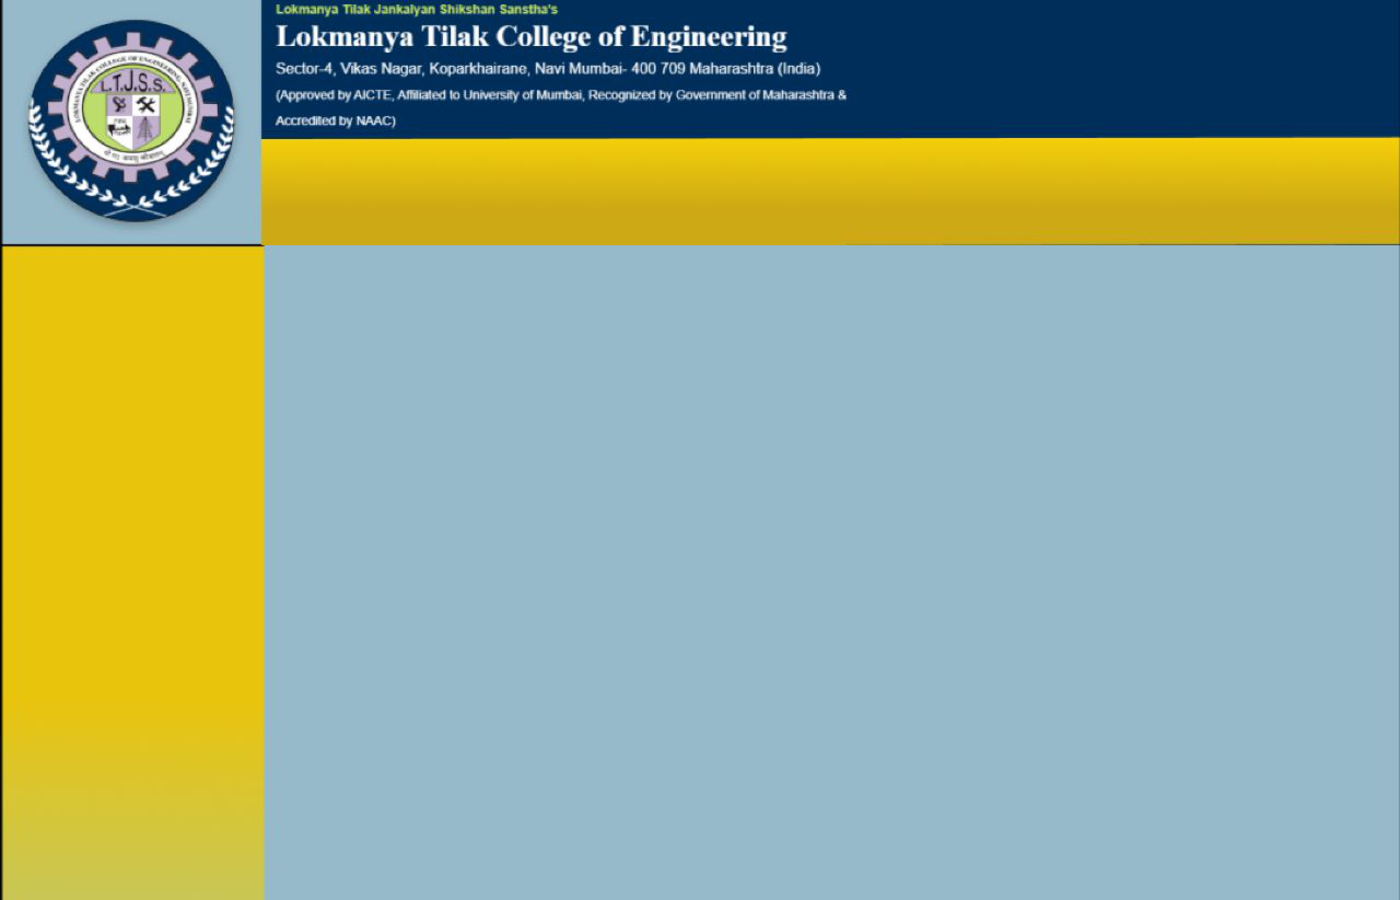 Lokmanya Tilak Jankalyan Shikshan Sanstha's
Lokmanya Tilak College of Engineering
Sector-4, Vikas Nagar, Koparkhairane, Navi Mumbai- 400 709 Maharashtra (India)
(Approved by AICTE, Affiliated to University of Mumbai, Recognized by Government of Maharashtra &
Accredited by NAAC)
LOKMANYA TILAK COLLEGE OF ENGINEERING, NAVI MUMBAI
L.T.J.S.S.